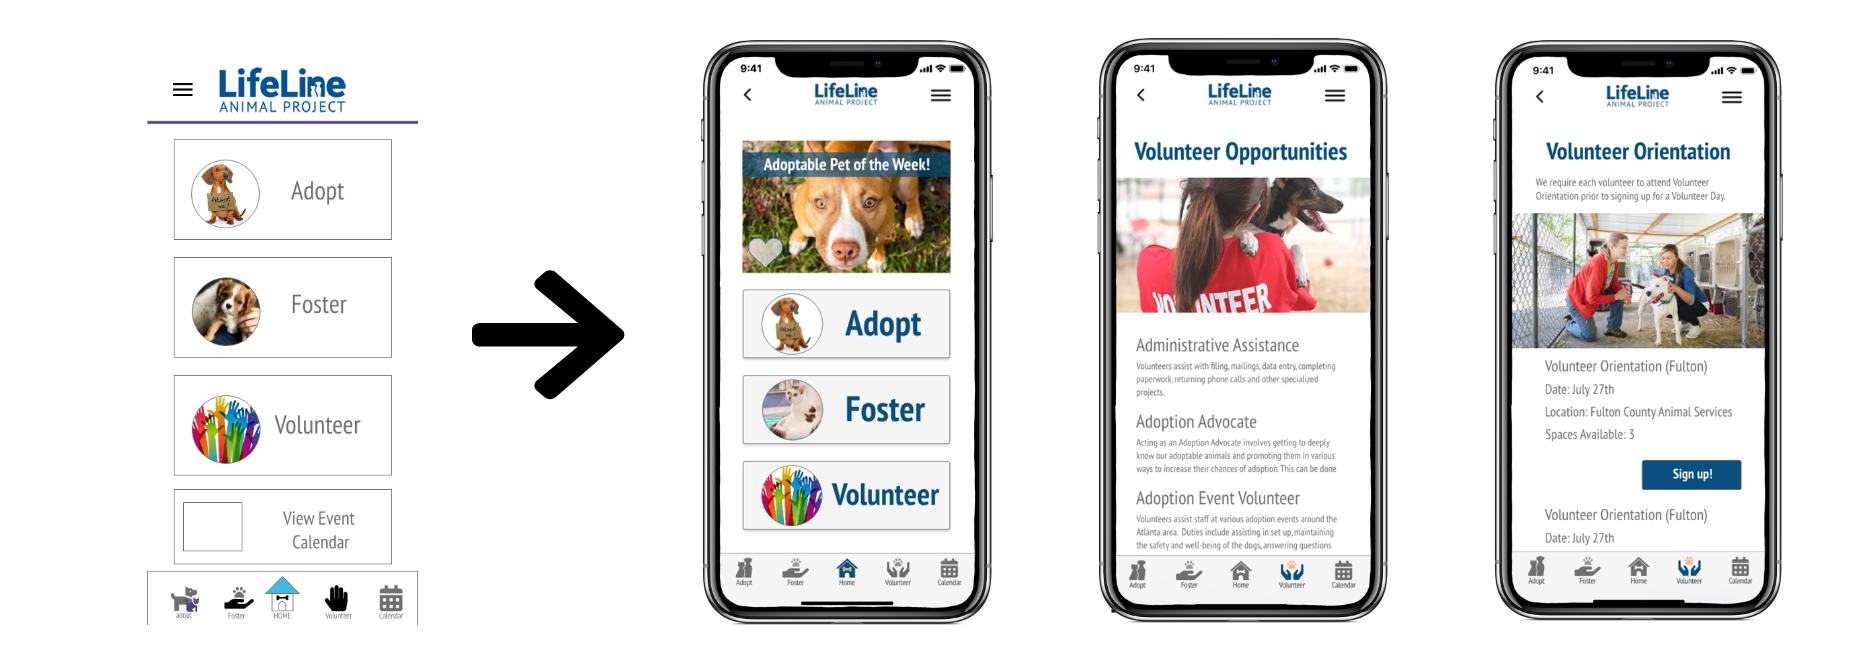 LifeLine
ANIMAL PROJECT
Adopt
Adopt
me!
Foster
Volunteer
View Event
Calendar
adopt
Foster
HOME
Volunteer
Calendar
9:41
LifeLine
ANIMAL PROJECT
Adoptable Pet of the Week!
Adopt
me!
Adopt
Foster
Volunteer
Adopt
Foster
Home
Volunteer
Calendar
9:41
LifeLine
ANIMAL PROJECT
Volunteer Opportunities
VOLUNTEER
Administrative Assistance
Volunteers assist with filing, mailings, data entry, completing
paperwork, returning phone calls and other specialized
projects.
Adoption Advocate
Acting as an Adoption Advocate involves getting to deeply
know our adoptable animals and promoting them in various
ways to increase their chances of adoption. This can be done
Adoption Event Volunteer
Volunteers assist staff at various adoption events around the
Atlanta area. Duties include assisting in set up, maintaining
the safety and well-being of the dogs, answering questions
Adopt
Foster
Home
Volunteer
Calendar
9:41
LifeLine
ANIMAL PROJECT
Volunteer Orientation
We require each volunteer to attend Volunteer
Orientation prior to signing up for a Volunteer Day.
Volunteer Orientation (Fulton)
Date: July 27th
Location: Fulton County Animal Services
Spaces Available: 3
Sign up!
Volunteer Orientation (Fulton)
Date: July 27th
Adopt
Foster
Home
Volunteer
Calendar